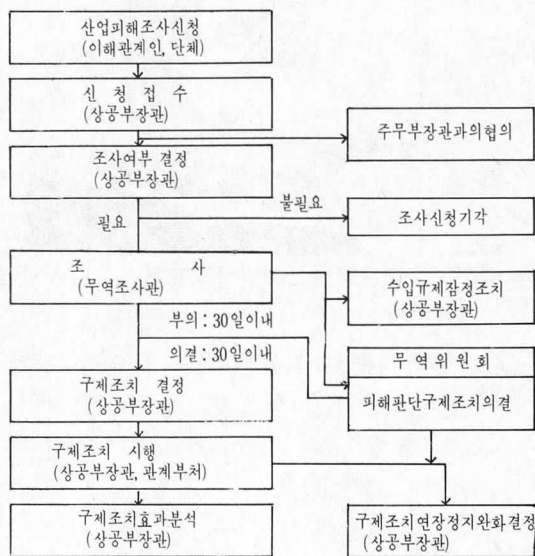 산업피해조사신청
(이해관계인, 단체)
신 청 접 수
(상공부장관)
주무부장관과의협의
조사여부 결정
(상공부장관)
불필요
필요
조사신청기각
조 사
(무역조사관)
수입규제잠정조치
(상공부장관)
부의 : 30일이내
의결 : 30일이내
무 역 위 원 회
구제조치 결정
(상공부장관)
피해판단구제조치의결
구제조치 시행
(상공부장관, 관계부처)
구제조치효과분석
(상공부장관)
구제조치연장정지완화결정
(상공부장관)